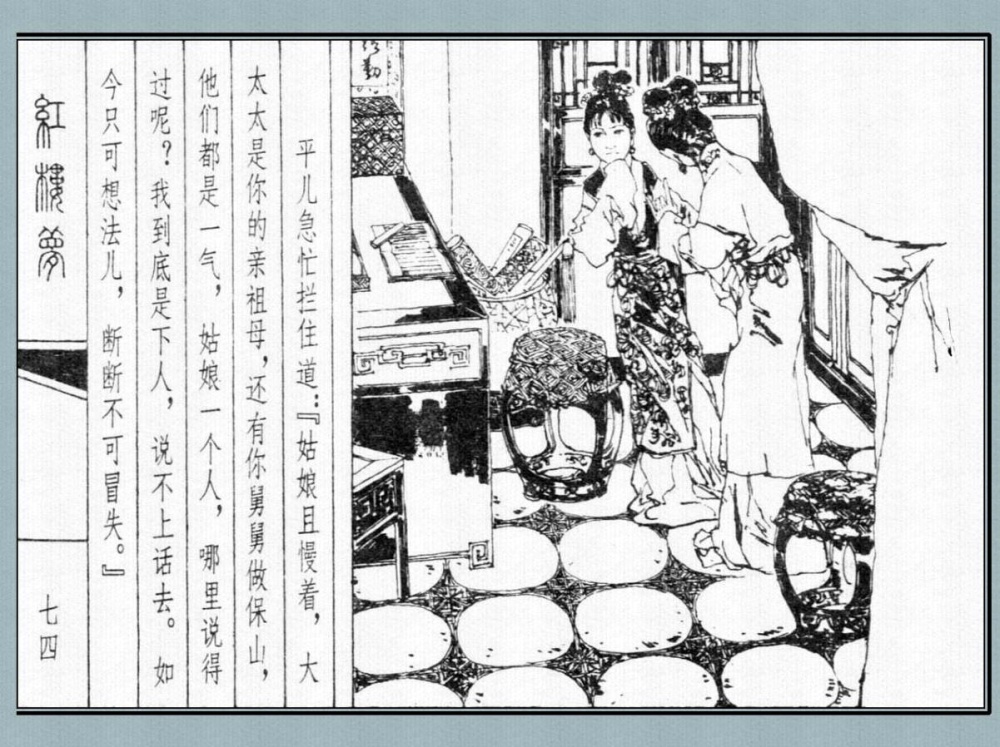 平儿急忙拦住道：『姑娘且慢着，大
太太是你的亲祖母，还有你舅舅做保山，
他们都是一气，姑娘一个人，哪里说得
过呢？我到底是下人，说不上话去。如
今只可想法儿，断断不可冒失。』
紅樓夢
七四